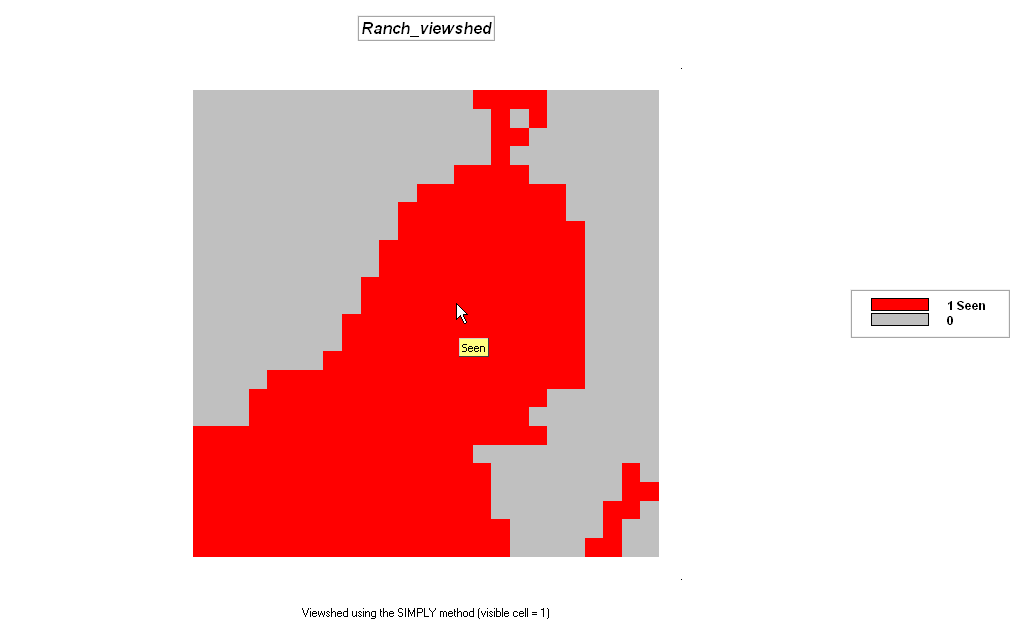 Ranch_viewshed
1 Seen
0
Seen
Viewshed using the SIMPLY method (visible cell = 1)